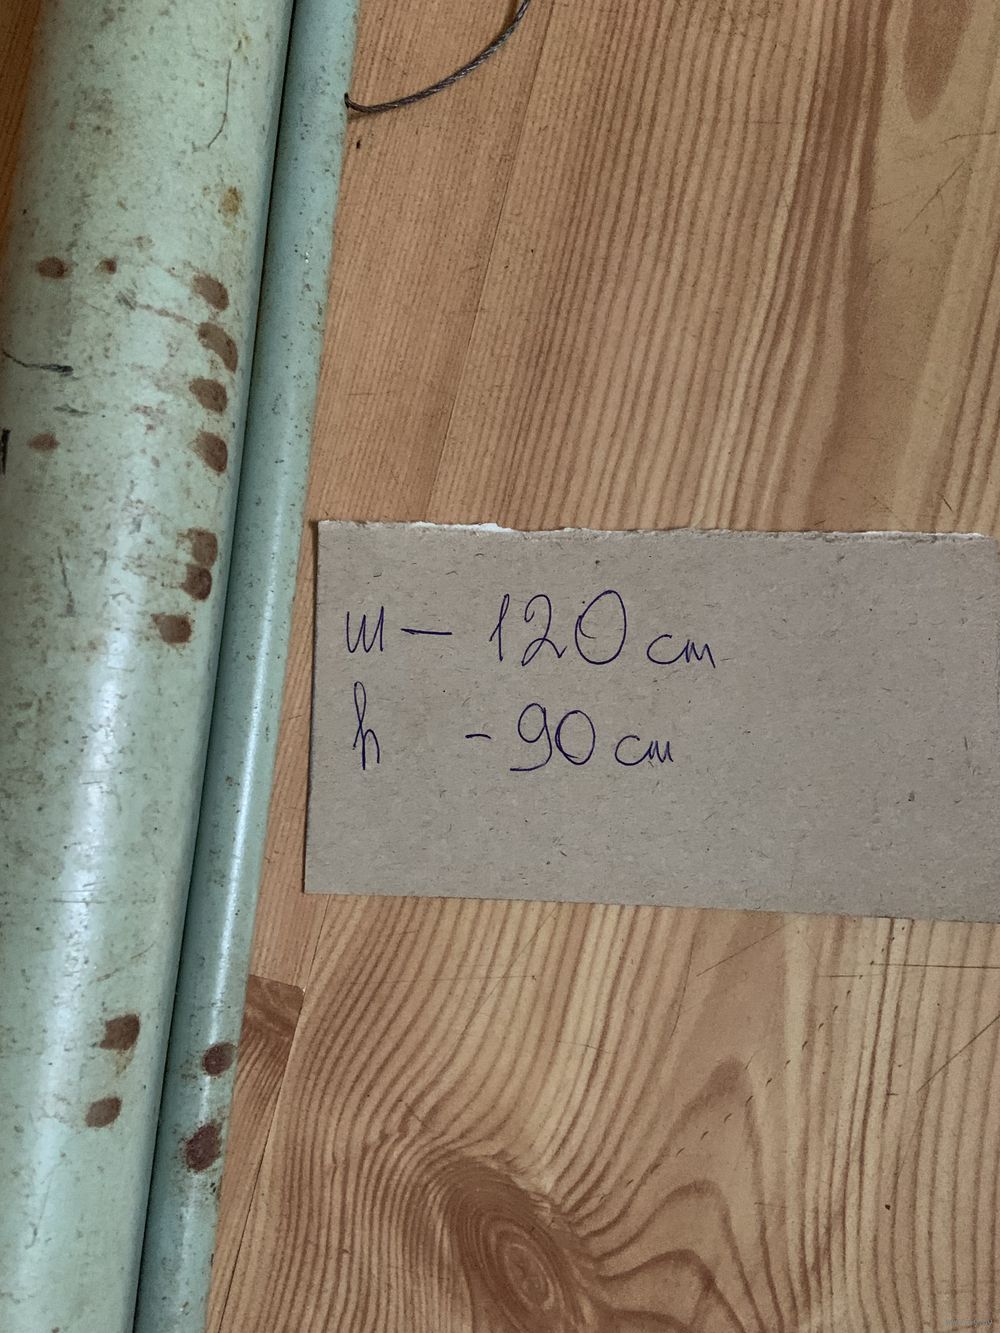 ш — 120 см
h - 90 см